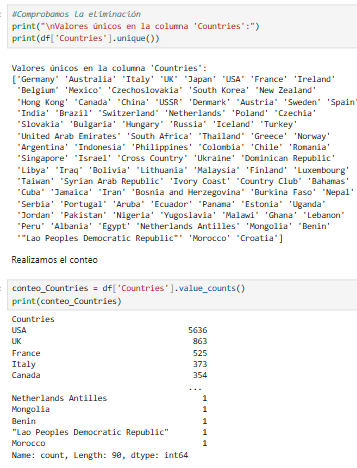 #Comprobamos la eliminación
print("\nValores únicos en la columna 'Countries':")
print(df['Countries'].unique())
Valores únicos en la columna 'Countries':
['Germany' 'Australia' 'Italy' 'UK' 'Japan' 'USA' 'France' 'Ireland'
'Belgium' 'Mexico' 'Czechoslovakia' 'South Korea' 'New Zealand'
'Hong Kong' 'Canada' 'China' 'USSR' 'Denmark' 'Austria' 'Sweden' 'Spain'
'India' 'Brazil' 'Switzerland' 'Netherlands' 'Poland' 'Czechia'
'Slovakia' 'Bulgaria' 'Hungary' 'Russia' 'Iceland' 'Turkey'
'United Arab Emirates' 'South Africa' 'Thailand' 'Greece' 'Norway'
'Argentina' 'Indonesia' 'Philippines' 'Colombia' 'Chile' 'Romania'
'Singapore' 'Israel' 'Cross Country' 'Ukraine' 'Dominican Republic'
'Libya' 'Iraq' 'Bolivia' 'Lithuania' 'Malaysia' 'Finland' 'Luxembourg'
'Taiwan' 'Syrian Arab Republic' 'Ivory Coast' 'Country Club' 'Bahamas'
'Cuba' 'Jamaica' 'Iran' 'Bosnia and Herzegovina' 'Burkina Faso' 'Nepal'
'Serbia' 'Portugal' 'Aruba' 'Ecuador' 'Panama' 'Estonia' 'Uganda'
'Jordan' 'Pakistan' 'Nigeria' 'Yugoslavia' 'Malawi' 'Ghana' 'Lebanon'
'Peru' 'Albania' 'Egypt' 'Netherlands Antilles' 'Mongolia' 'Benin'
'"Lao Peoples Democratic Republic"' 'Morocco' 'Croatia']
Realizamos el conteo
conteo_Countries = df['Countries'].value_counts()
print(conteo_Countries)
Countries
USA 5636
UK 863
France 525
Italy 373
Canada 354
...
Netherlands Antilles 1
Mongolia 1
Benin 1
"Lao Peoples Democratic Republic" 1
Morocco 1
Name: count, Length: 90, dtype: int64